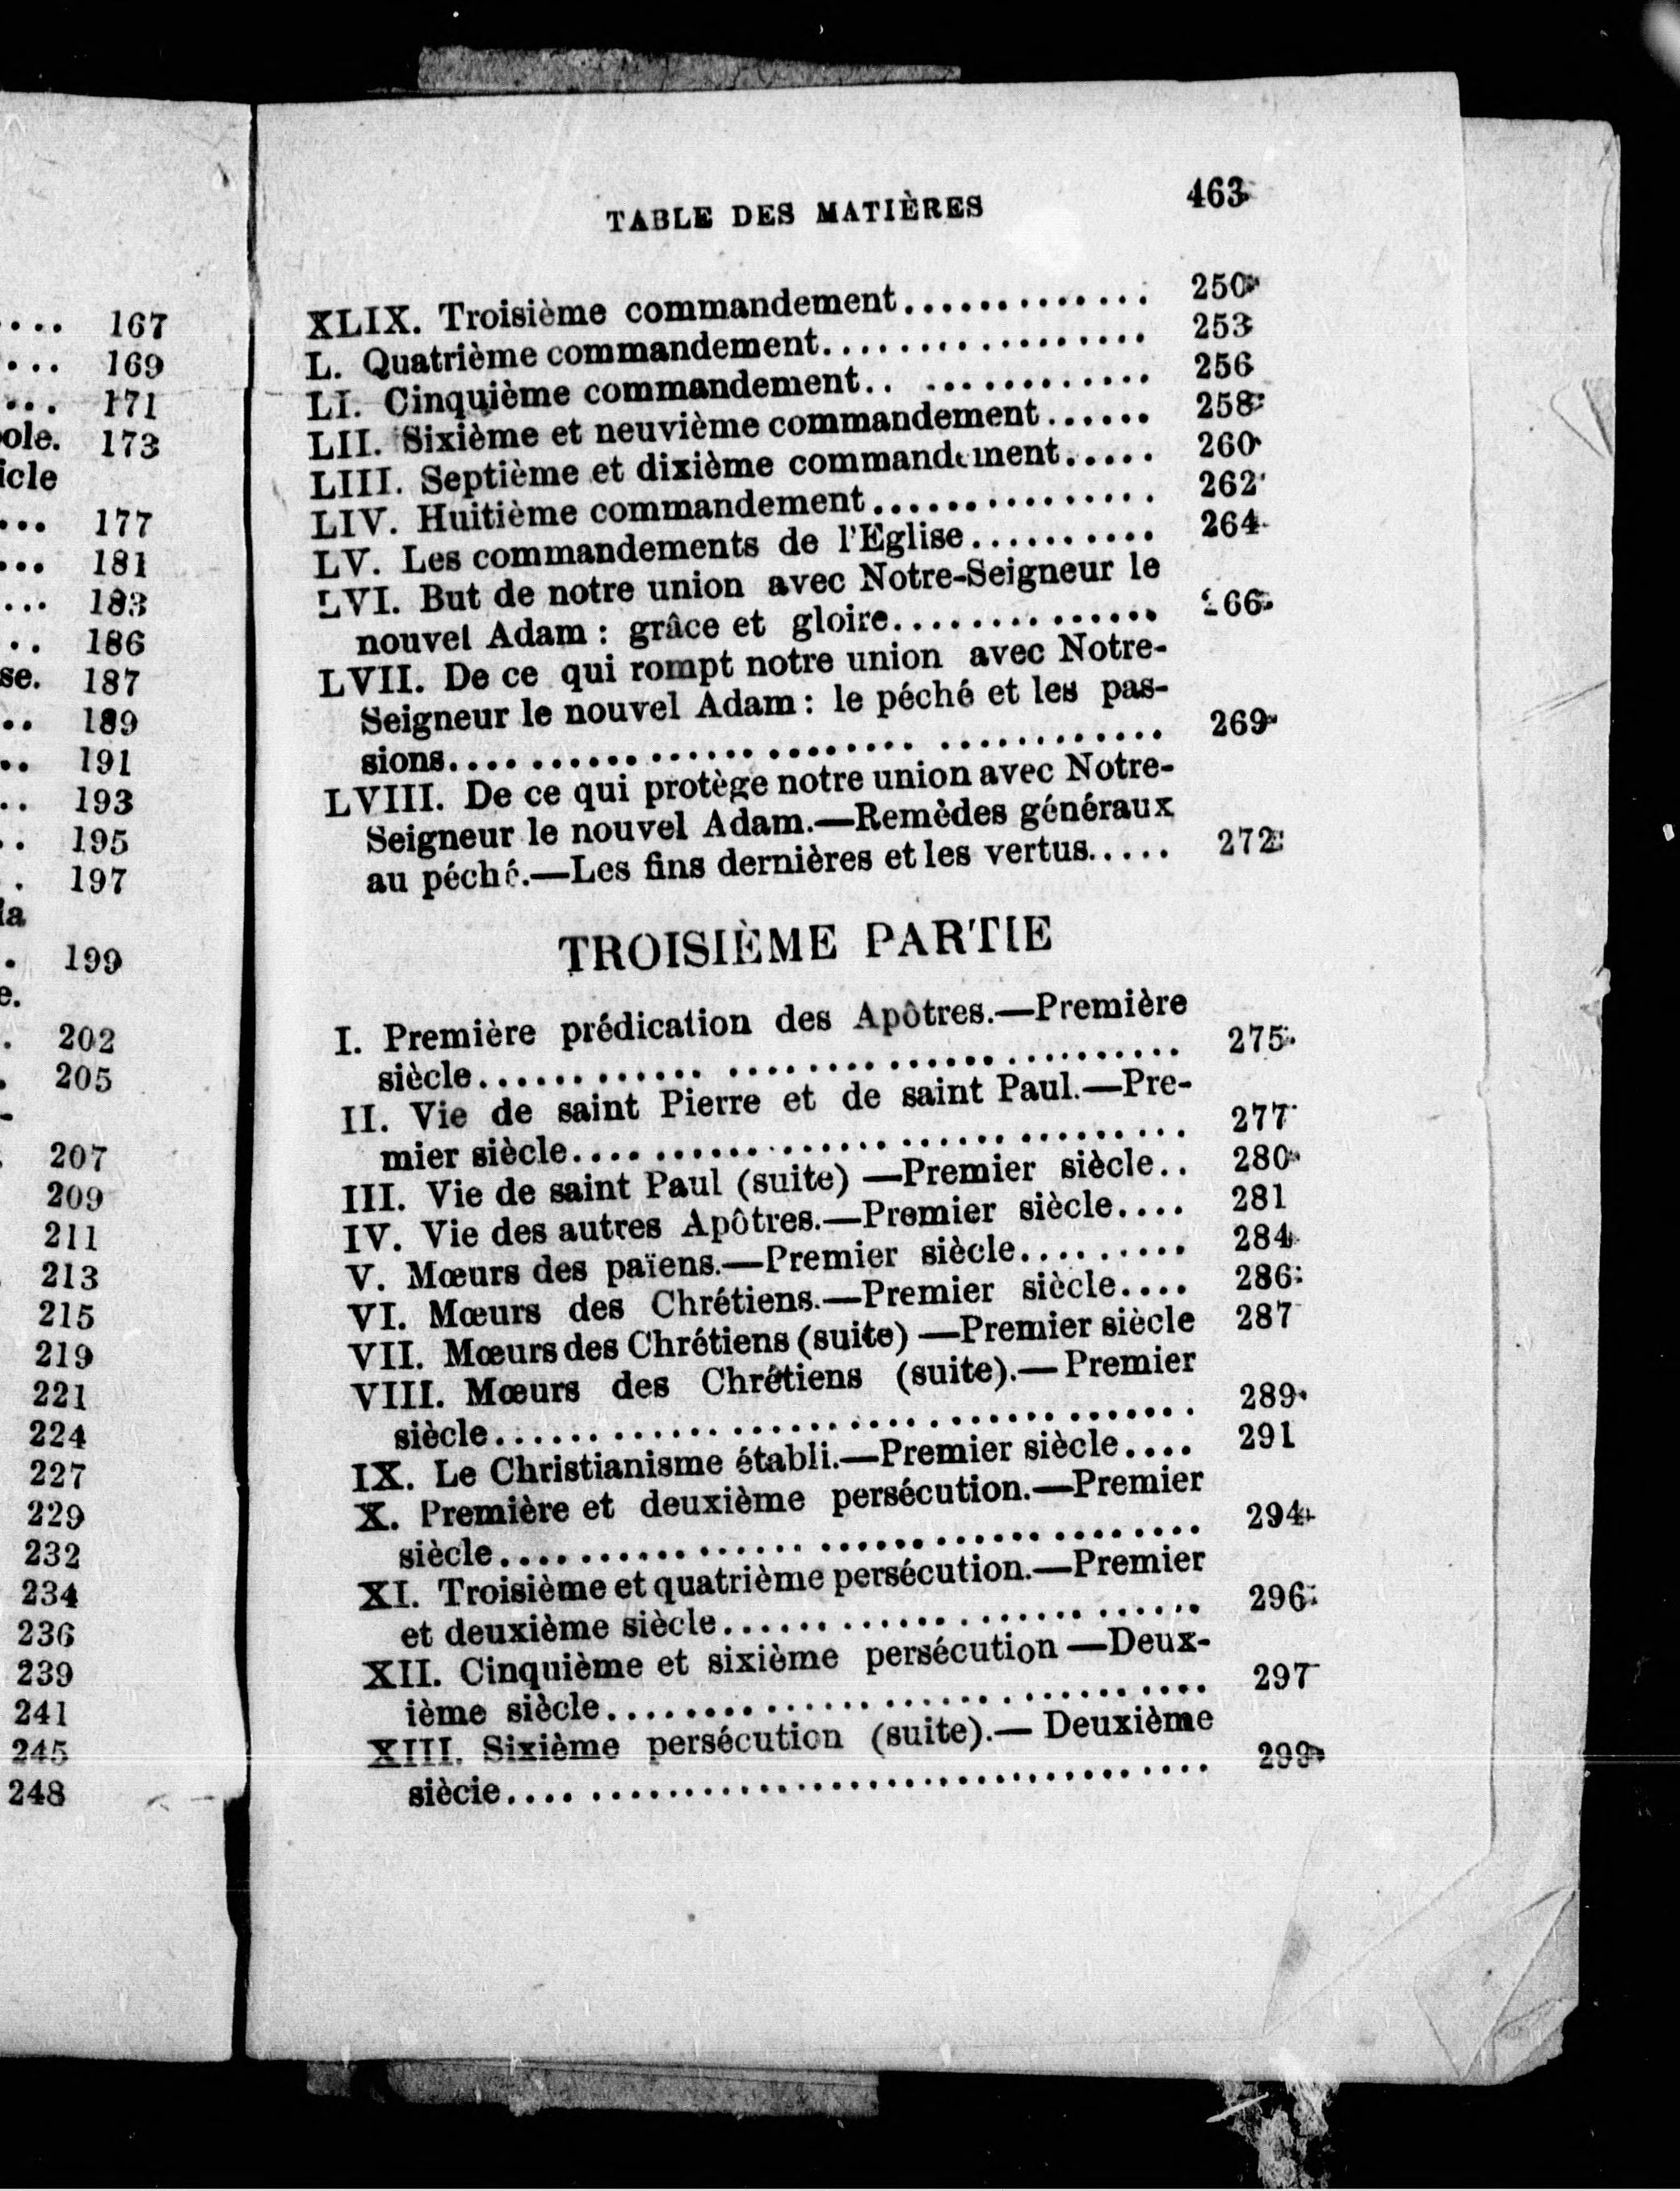 .... 167
... 169
... 171
ole. 173
icle
... 177
... 181
... 183
.. 186
se. 187
.. 189
.. 191
.. 193
.. 195
. 197
la
. 199
e.
. 202
. 205
-
207
209
211
213
215
219
221
224
227
229
232
234
236
239
241
245
248
TABLE DES MATIÈRES 463
XLIX. Troisième commandement............. 250
L. Quatrième commandement................. 253
LI. Cinquième commandement.. ............ 256
LII. Sixième et neuvième commandement...... 258
LIII. Septième et dixième commandement..... 260
LIV. Huitième commandement............... 262
LV. Les commandements de l'Eglise.......... 264
LVI. But de notre union avec Notre-Seigneur le
nouvel Adam : grâce et gloire.............. 266
LVII. De ce qui rompt notre union avec Notre-
Seigneur le nouvel Adam : le péché et les pas-
sions.................................... 269
LVIII. De ce qui protège notre union avec Notre-
Seigneur le nouvel Adam.—Remèdes généraux
au péché.—Les fins dernières et les vertus..... 272
TROISIÈME PARTIE
I. Première prédication des Apôtres.—Première
siècle.................................... 275
II. Vie de saint Pierre et de saint Paul.—Pre-
mier siècle................................ 277
III. Vie de saint Paul (suite) —Premier siècle.. 280
IV. Vie des autres Apôtres.—Premier siècle.... 281
V. Mœurs des païens.—Premier siècle......... 284
VI. Mœurs des Chrétiens.—Premier siècle.... 286
VII. Mœurs des Chrétiens (suite) —Premier siècle 287
VIII. Mœurs des Chrétiens (suite).—Premier
siècle.................................... 289
IX. Le Christianisme établi.—Premier siècle.... 291
X. Première et deuxième persécution.—Premier
siècle.................................... 294
XI. Troisième et quatrième persécution.—Premier
et deuxième siècle......................... 296
XII. Cinquième et sixième persécution —Deux-
ième siècle............................... 297
XIII. Sixième persécution (suite).— Deuxième
siècie.................................... 299